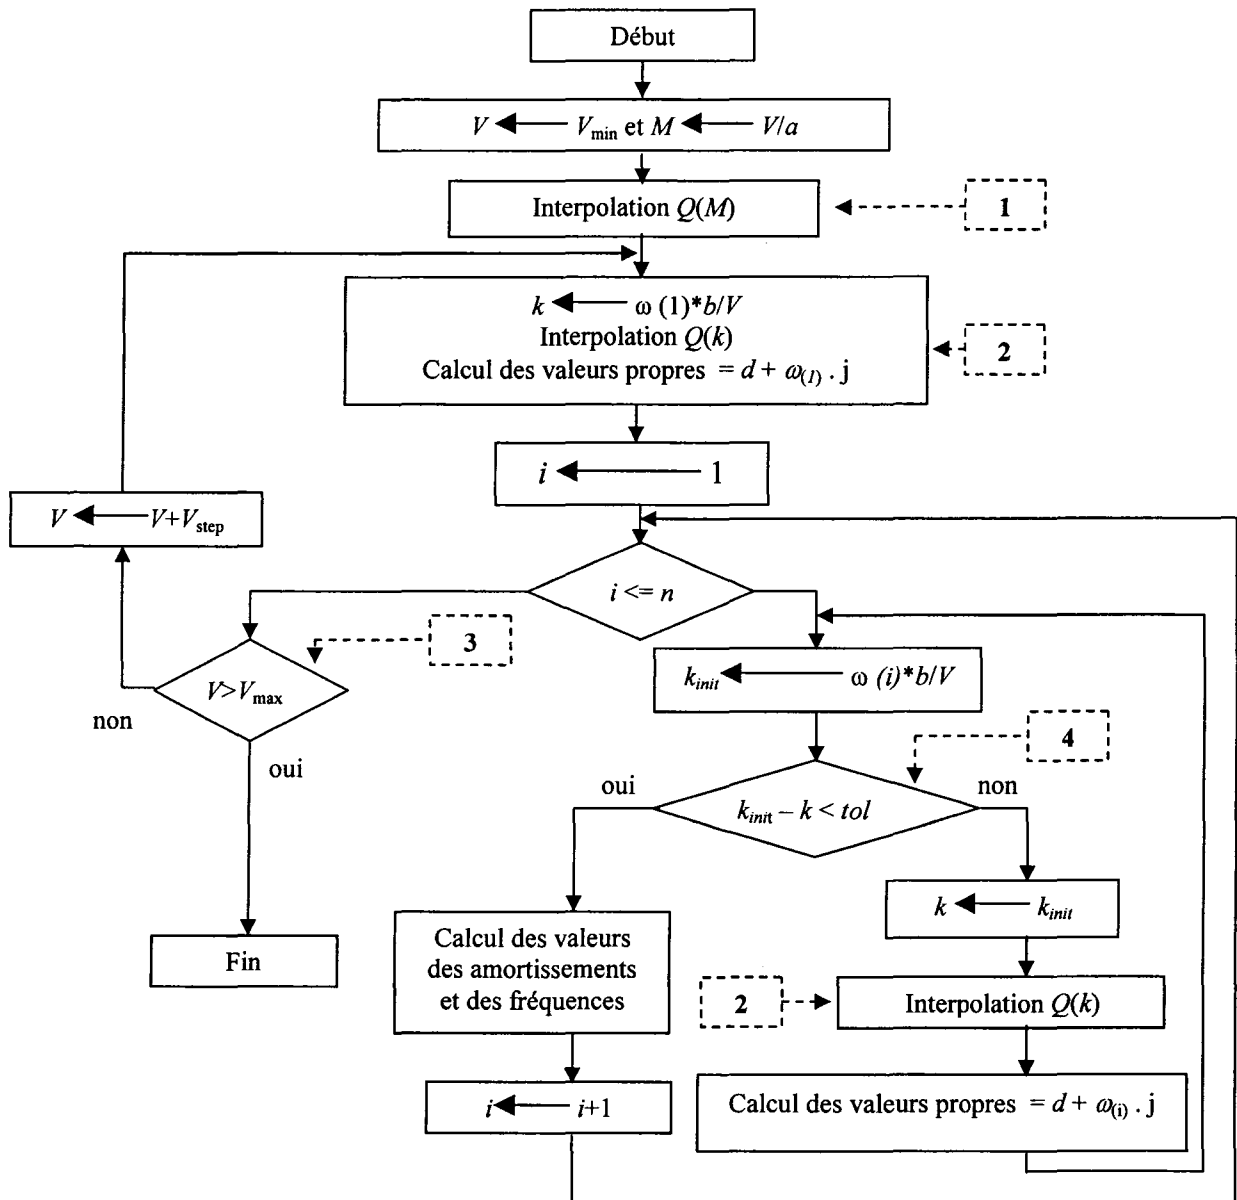 Début
V ← V_min et M ← V/a
Interpolation Q(M)
1
k ← ω (1)*b/V
Interpolation Q(k)
Calcul des valeurs propres = d + ω_(1) . j
2
i ← 1
V ← V+V_step
i <= n
3
V>V_max
non
oui
k_init ← ω (i)*b/V
4
oui
non
k_init – k < tol
k ← k_init
Calcul des valeurs
des amortissements
et des fréquences
Fin
2
Interpolation Q(k)
i ← i+1
Calcul des valeurs propres = d + ω_(i) . j